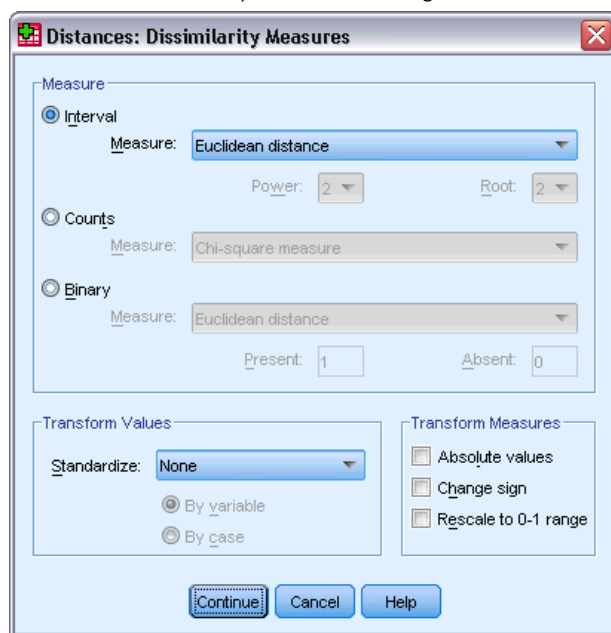 Distances: Dissimilarity Measures
Measure
Interval
Measure: Euclidean distance
Power: 2 Root: 2
Counts
Measure: Chi-square measure
Binary
Measure: Euclidean distance
Present: 1 Absent: 0
Transform Values
Standardize: None
By variable
By case
Transform Measures
Absolute values
Change sign
Rescale to 0-1 range
Continue Cancel Help